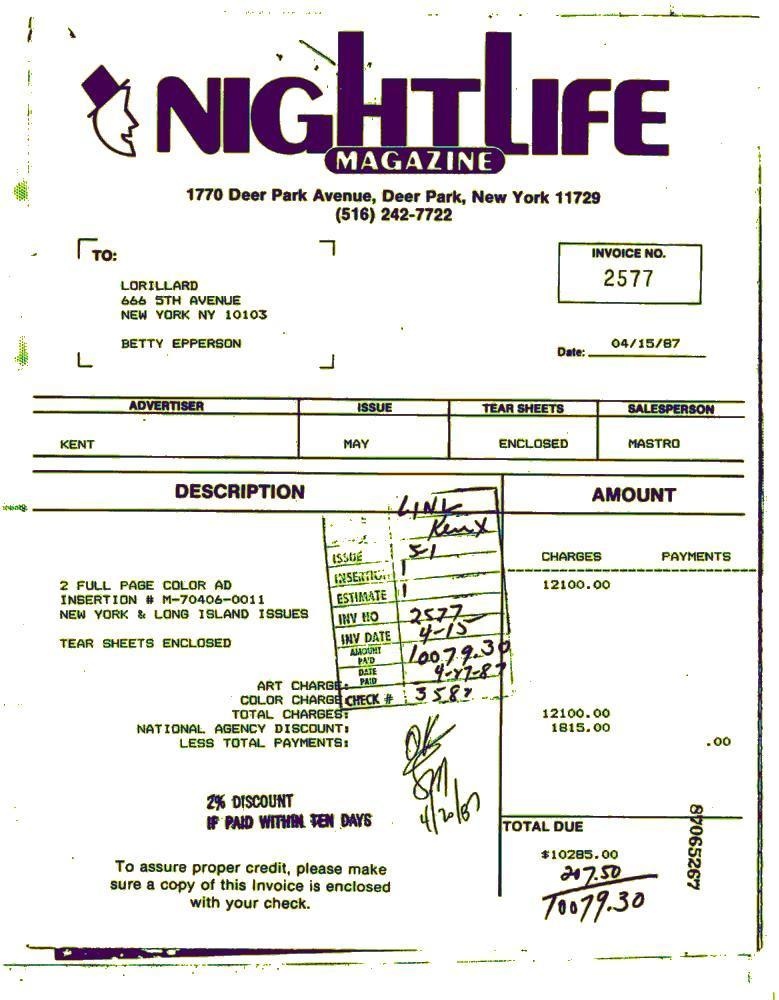 NIGHTLIFE
MAGAZINE
1770 Deer Park Avenue, Deer Park, New York 11729
(516) 242-7722
TO:
LORILLARD
666 5TH AVENUE
NEW YORK NY 10103
BETTY EPPERSON
INVOICE NO.
2577
Date: 04/15/87
ADVERTISER ISSUE TEAR SHEETS SALESPERSON
KENT MAY ENCLOSED MASTRO
DESCRIPTION AMOUNT
LINK
Kent
ISSUE 5-1
INSERTION 1
ESTIMATE 1
INV NO 2577
INV DATE 4-15
AMOUNT PAID 10079.30
DATE PAID 4-27-87
CHECK # 3587
CHARGES PAYMENTS
2 FULL PAGE COLOR AD 12100.00
INSERTION # M-70406-0011
NEW YORK & LONG ISLAND ISSUES
TEAR SHEETS ENCLOSED
ART CHARGE:
COLOR CHARGE
TOTAL CHARGES: 12100.00
NATIONAL AGENCY DISCOUNT: 1815.00
LESS TOTAL PAYMENTS: .00
OK
SM
4/20/87
2% DISCOUNT
IF PAID WITHIN TEN DAYS
TOTAL DUE
$10285.00
207.50
10079.30
To assure proper credit, please make
sure a copy of this Invoice is enclosed
with your check.
87065267